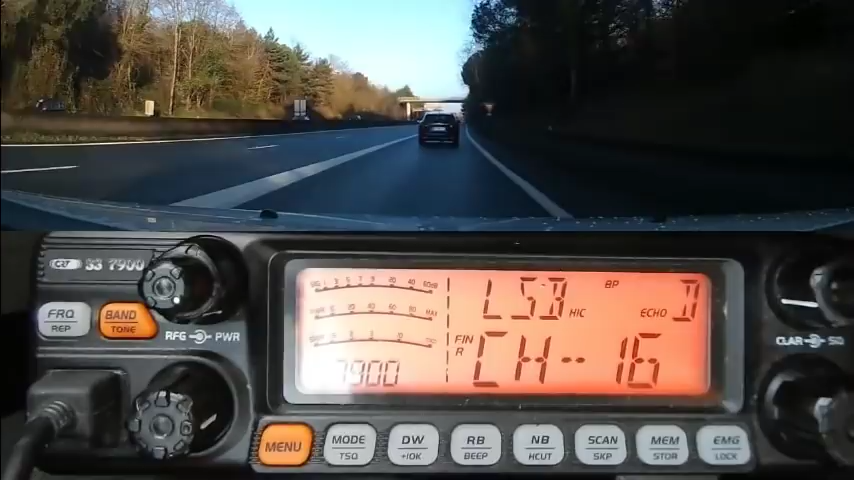 CRT SS 7900
FRQ
REP
BAND
TONE
RFG PWR
LSB HIC BP ECHO D
FIN
R
CH-16
7900
CLAR SQ
MENU
MODE
TSQ
DW
+10K
RB
BEEP
NB
HCUT
SCAN
SKP
MEM
STOR
EMG
LOCK